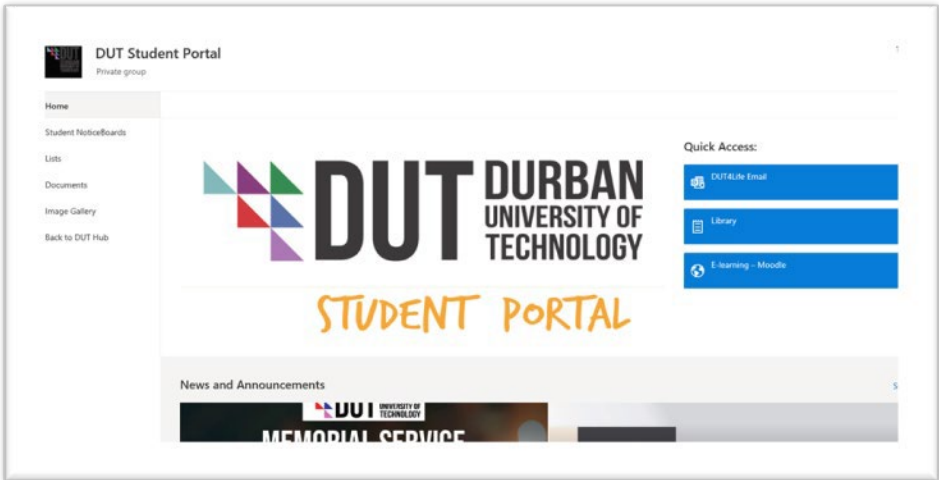 DUT Student Portal
Private group
Home
Student NoticeBoards
Lists
Documents
Image Gallery
Back to DUT Hub
DUT DURBAN
UNIVERSITY OF
TECHNOLOGY
STUDENT PORTAL
Quick Access:
DUT4Life Email
Library
E-learning – Moodle
News and Announcements
S
DUT UNIVERSITY OF
TECHNOLOGY
MEMORIAL SERVICE